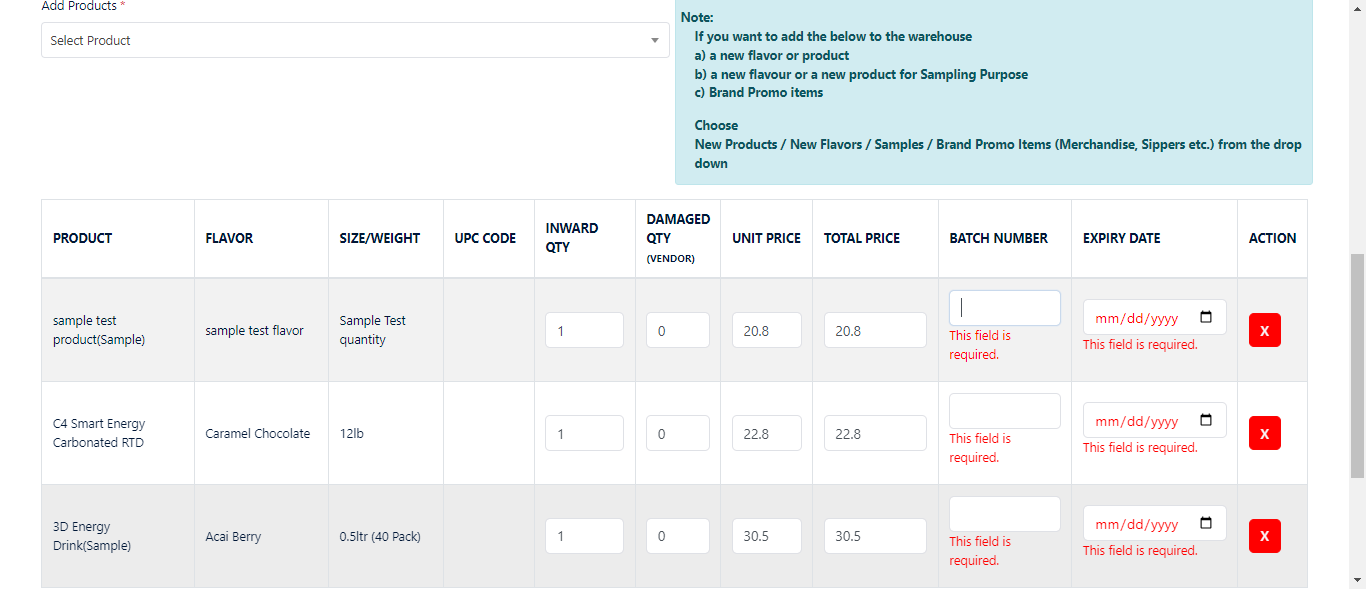 Add Products *
Select Product
Note:
If you want to add the below to the warehouse
a) a new flavor or product
b) a new flavour or a new product for Sampling Purpose
c) Brand Promo items
Choose
New Products / New Flavors / Samples / Brand Promo Items (Merchandise, Sippers etc.) from the drop
down
PRODUCT FLAVOR SIZE/WEIGHT UPC CODE INWARD QTY DAMAGED QTY (VENDOR) UNIT PRICE TOTAL PRICE BATCH NUMBER EXPIRY DATE ACTION
sample test product(Sample) sample test flavor Sample Test quantity 1 0 20.8 20.8 This field is required. mm/dd/yyyy This field is required. X
C4 Smart Energy Carbonated RTD Caramel Chocolate 12lb 1 0 22.8 22.8 This field is required. mm/dd/yyyy This field is required. X
3D Energy Drink(Sample) Acai Berry 0.5ltr (40 Pack) 1 0 30.5 30.5 This field is required. mm/dd/yyyy This field is required. X